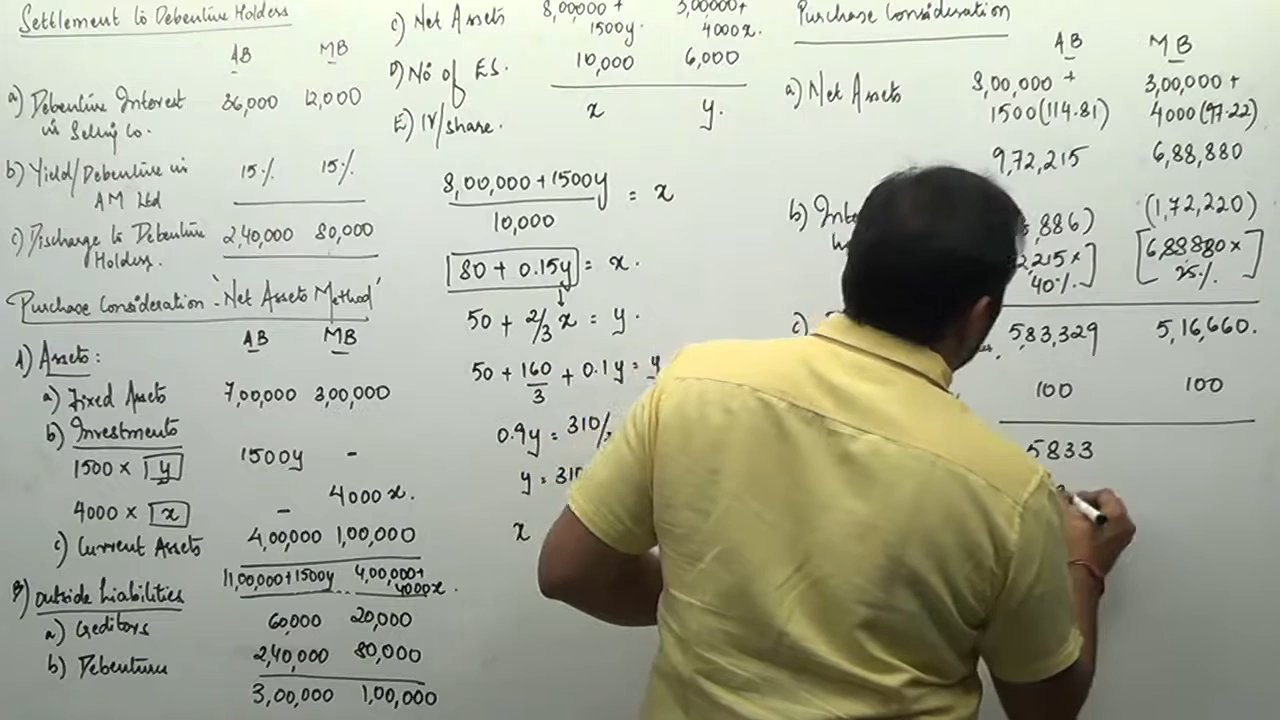 Settlement to Debenture Holders
AB MB
a) Debenture Interest 36,000 12,000
in Selling Co.
b) Yield/Debenture in 15% 15%
AM Ltd
c) Discharge to Debenture 2,40,000 80,000
Holders.
Purchase Consideration - 'Net Assets Method'
AB MB
A) Assets:
a) Fixed Assets 7,00,000 3,00,000
b) Investments
1500 × y 1500y -
4000 × x - 4000x.
c) Current Assets 4,00,000 1,00,000
11,00,000+1500y 4,00,000+
4000x.
B) Outside Liabilities
a) Creditors 60,000 20,000
b) Debentures 2,40,000 80,000
3,00,000 1,00,000
C) Net Assets 8,00,000+ 3,00,000+
1500y. 4000x.
D) No of ES. 10,000 6,000
E) IV/share. x y.
8,00,000+1500y = x
10,000
80 + 0.15y = x.
50 + 2/3 x = y.
50 + 160/3 + 0.1y = y
0.9y = 310/
y = 310
x
Purchase Consideration
AB MB
a) Net Assets 8,00,000 + 3,00,000 +
1500(114.81) 4000(97.22)
9,72,215 6,88,880
b) ,886) (1,72,220)
2,215× [6,88,880×
40%.] 25%]
c) 5,83,329 5,16,660.
100 100
5833